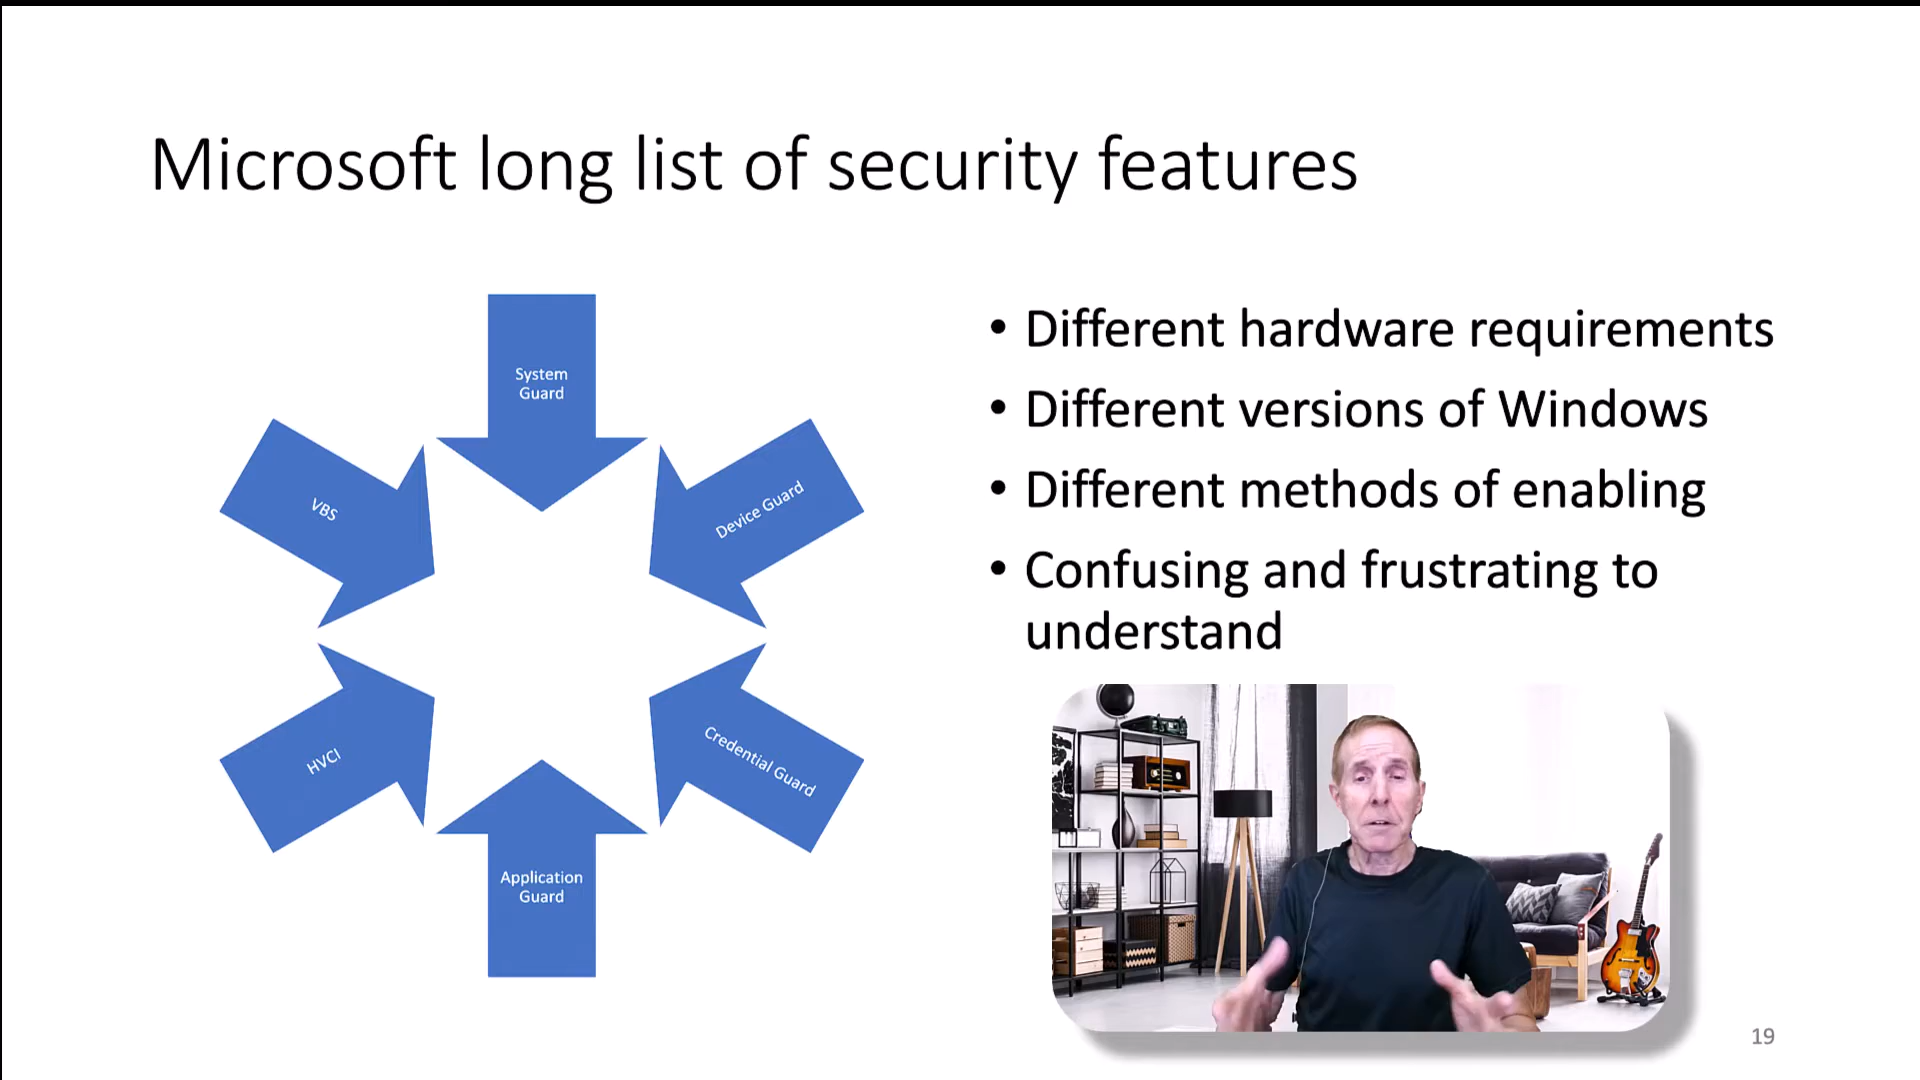 Microsoft long list of security features
System
Guard
Device Guard
Credential Guard
Application
Guard
HVCI
VBS
• Different hardware requirements
• Different versions of Windows
• Different methods of enabling
• Confusing and frustrating to
understand
19